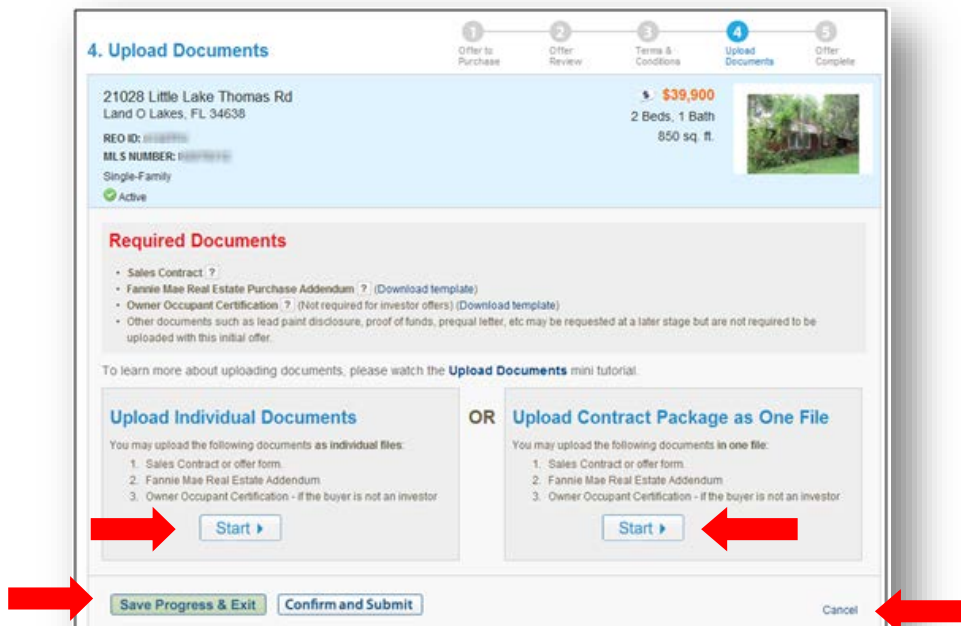 4. Upload Documents
1 2 3 4 5
Offer to Purchase
Offer Review
Terms & Conditions
Upload Documents
Offer Complete
21028 Little Lake Thomas Rd
Land O Lakes, FL 34638
REO ID:
MLS NUMBER:
Single-Family
Active
$ $39,900
2 Beds, 1 Bath
850 sq. ft.
Required Documents
• Sales Contract ?
• Fannie Mae Real Estate Purchase Addendum ? (Download template)
• Owner Occupant Certification ? (Not required for investor offers) (Download template)
• Other documents such as lead paint disclosure, proof of funds, prequal letter, etc may be requested at a later stage but are not required to be
uploaded with this initial offer.
To learn more about uploading documents, please watch the Upload Documents mini tutorial.
Upload Individual Documents
You may upload the following documents as individual files:
1. Sales Contract or offer form.
2. Fannie Mae Real Estate Addendum
3. Owner Occupant Certification - if the buyer is not an investor
Start
OR
Upload Contract Package as One File
You may upload the following documents in one file:
1. Sales Contract or offer form.
2. Fannie Mae Real Estate Addendum
3. Owner Occupant Certification - if the buyer is not an investor
Start
Save Progress & Exit
Confirm and Submit
Cancel